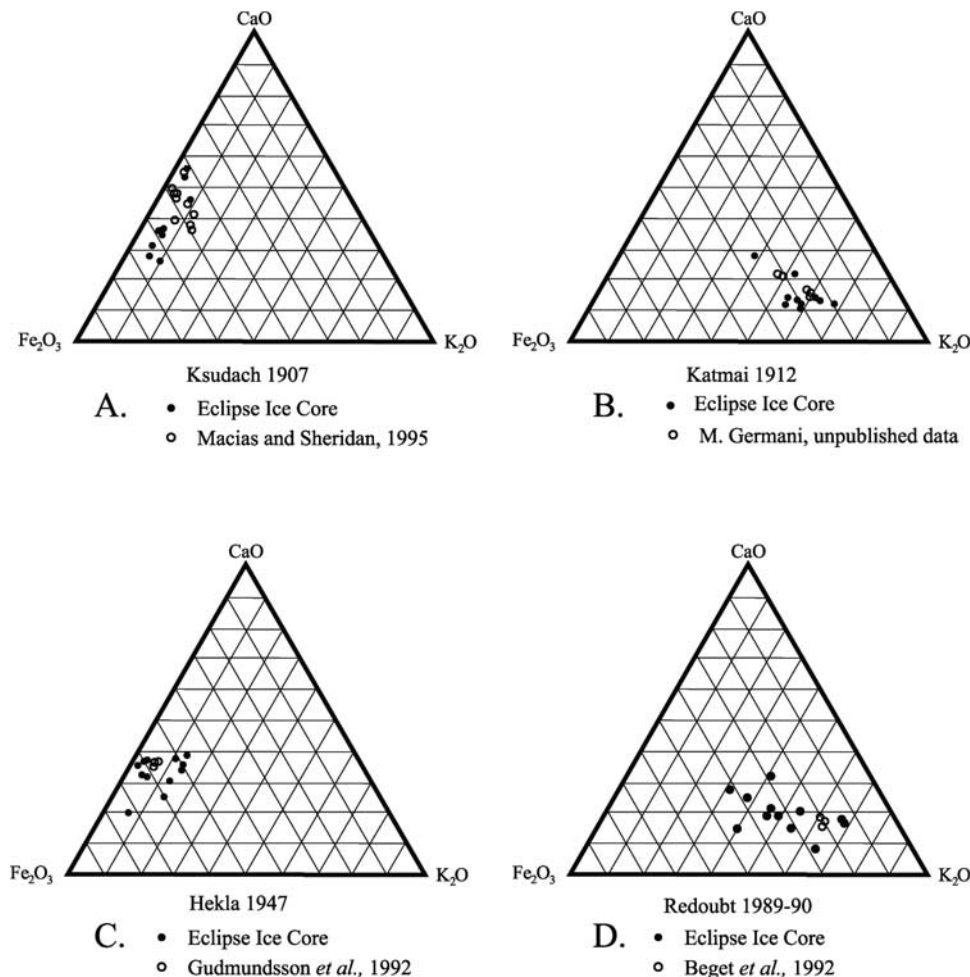 CaO
Fe₂O₃
K₂O
Ksudach 1907
A.
• Eclipse Ice Core
○ Macias and Sheridan, 1995
CaO
Fe₂O₃
K₂O
Katmai 1912
B.
• Eclipse Ice Core
○ M. Germani, unpublished data
CaO
Fe₂O₃
K₂O
Hekla 1947
C.
• Eclipse Ice Core
○ Gudmundsson et al., 1992
CaO
Fe₂O₃
K₂O
Redoubt 1989-90
D.
• Eclipse Ice Core
○ Beget et al., 1992